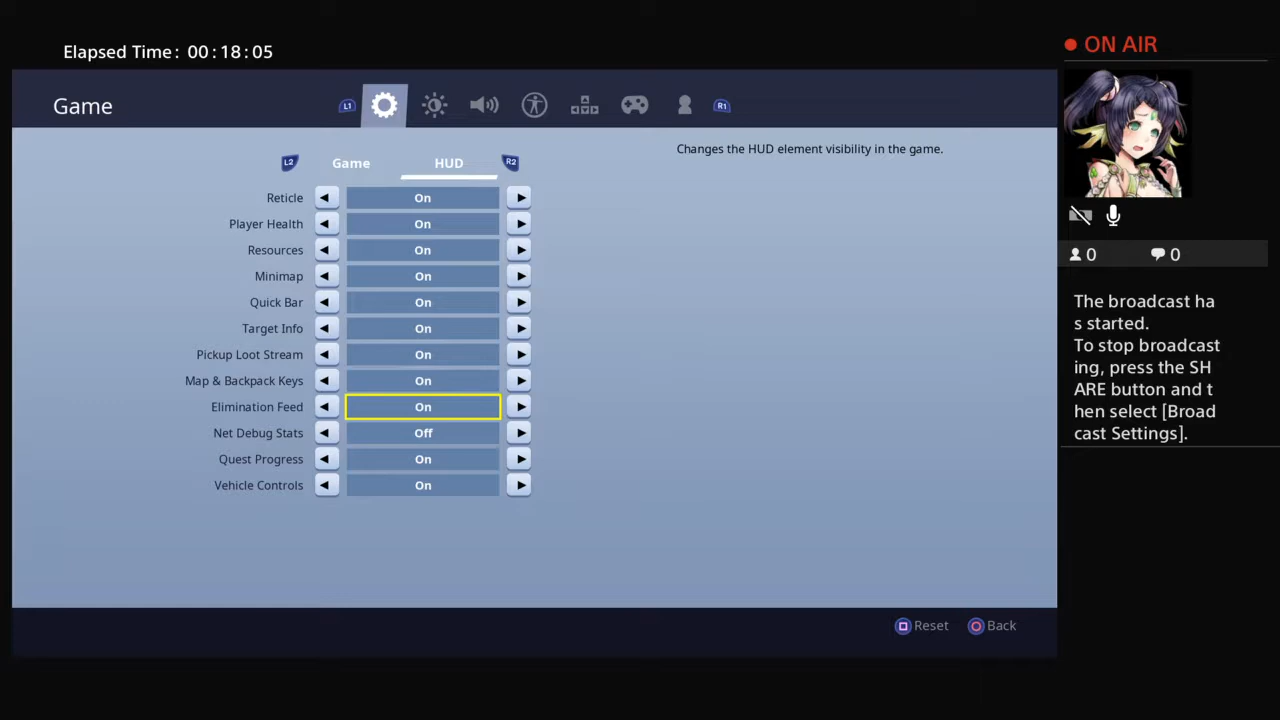 Elapsed Time: 00:18:05
ON AIR
Game
L1
R1
L2
Game
HUD
R2
Changes the HUD element visibility in the game.
Reticle On
Player Health On
Resources On
Minimap On
Quick Bar On
Target Info On
Pickup Loot Stream On
Map & Backpack Keys On
Elimination Feed On
Net Debug Stats Off
Quest Progress On
Vehicle Controls On
Reset
Back
0
0
The broadcast ha
s started.
To stop broadcast
ing, press the SH
ARE button and t
hen select [Broad
cast Settings].